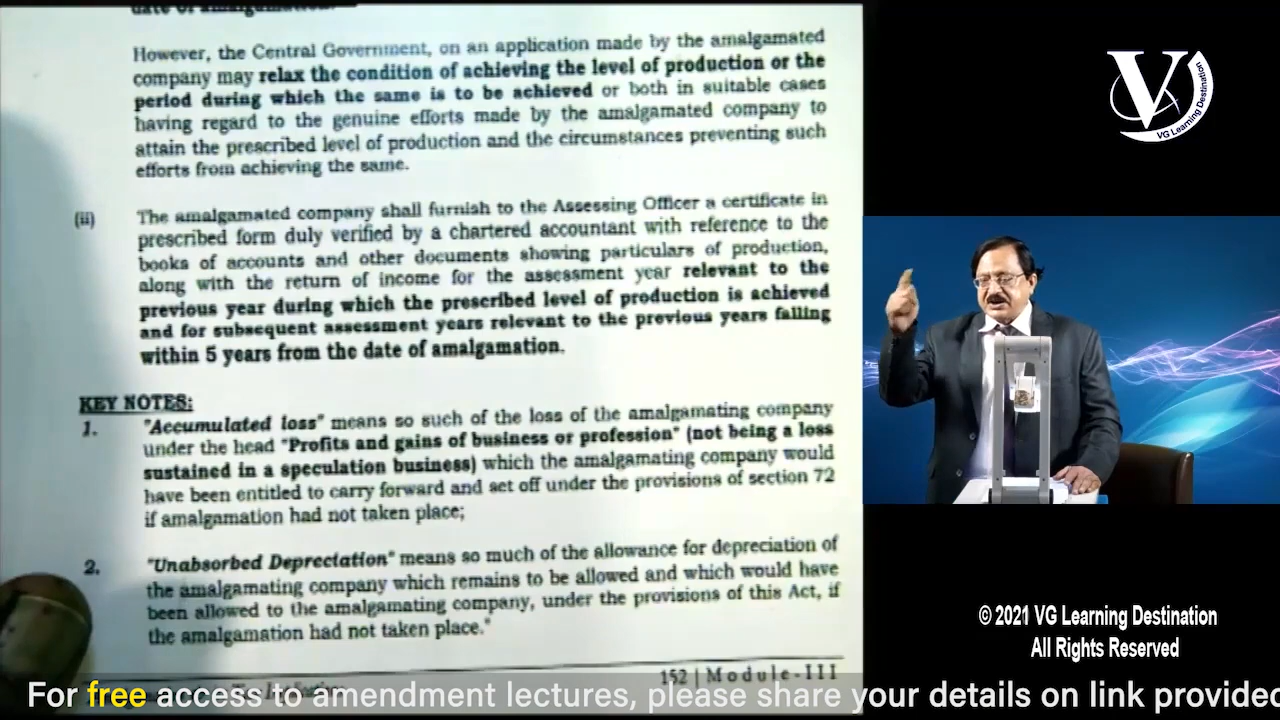 date of amalgamation.
However, the Central Government, on an application made by the amalgamated
company may relax the condition of achieving the level of production or the
period during which the same is to be achieved or both in suitable cases
having regard to the genuine efforts made by the amalgamated company to
attain the prescribed level of production and the circumstances preventing such
efforts from achieving the same.
(ii) The amalgamated company shall furnish to the Assessing Officer a certificate in
prescribed form duly verified by a chartered accountant with reference to the
books of accounts and other documents showing particulars of production,
along with the return of income for the assessment year relevant to the
previous year during which the prescribed level of production is achieved
and for subsequent assessment years relevant to the previous years falling
within 5 years from the date of amalgamation.
KEY NOTES:
1. "Accumulated loss" means so such of the loss of the amalgamating company
under the head "Profits and gains of business or profession" (not being a loss
sustained in a speculation business) which the amalgamating company would
have been entitled to carry forward and set off under the provisions of section 72
if amalgamation had not taken place;
2. "Unabsorbed Depreciation" means so much of the allowance for depreciation of
the amalgamating company which remains to be allowed and which would have
been allowed to the amalgamating company, under the provisions of this Act, if
the amalgamation had not taken place."
152 | Module-III
V
VG Learning Destination
© 2021 VG Learning Destination
All Rights Reserved
For free access to amendment lectures, please share your details on link provided